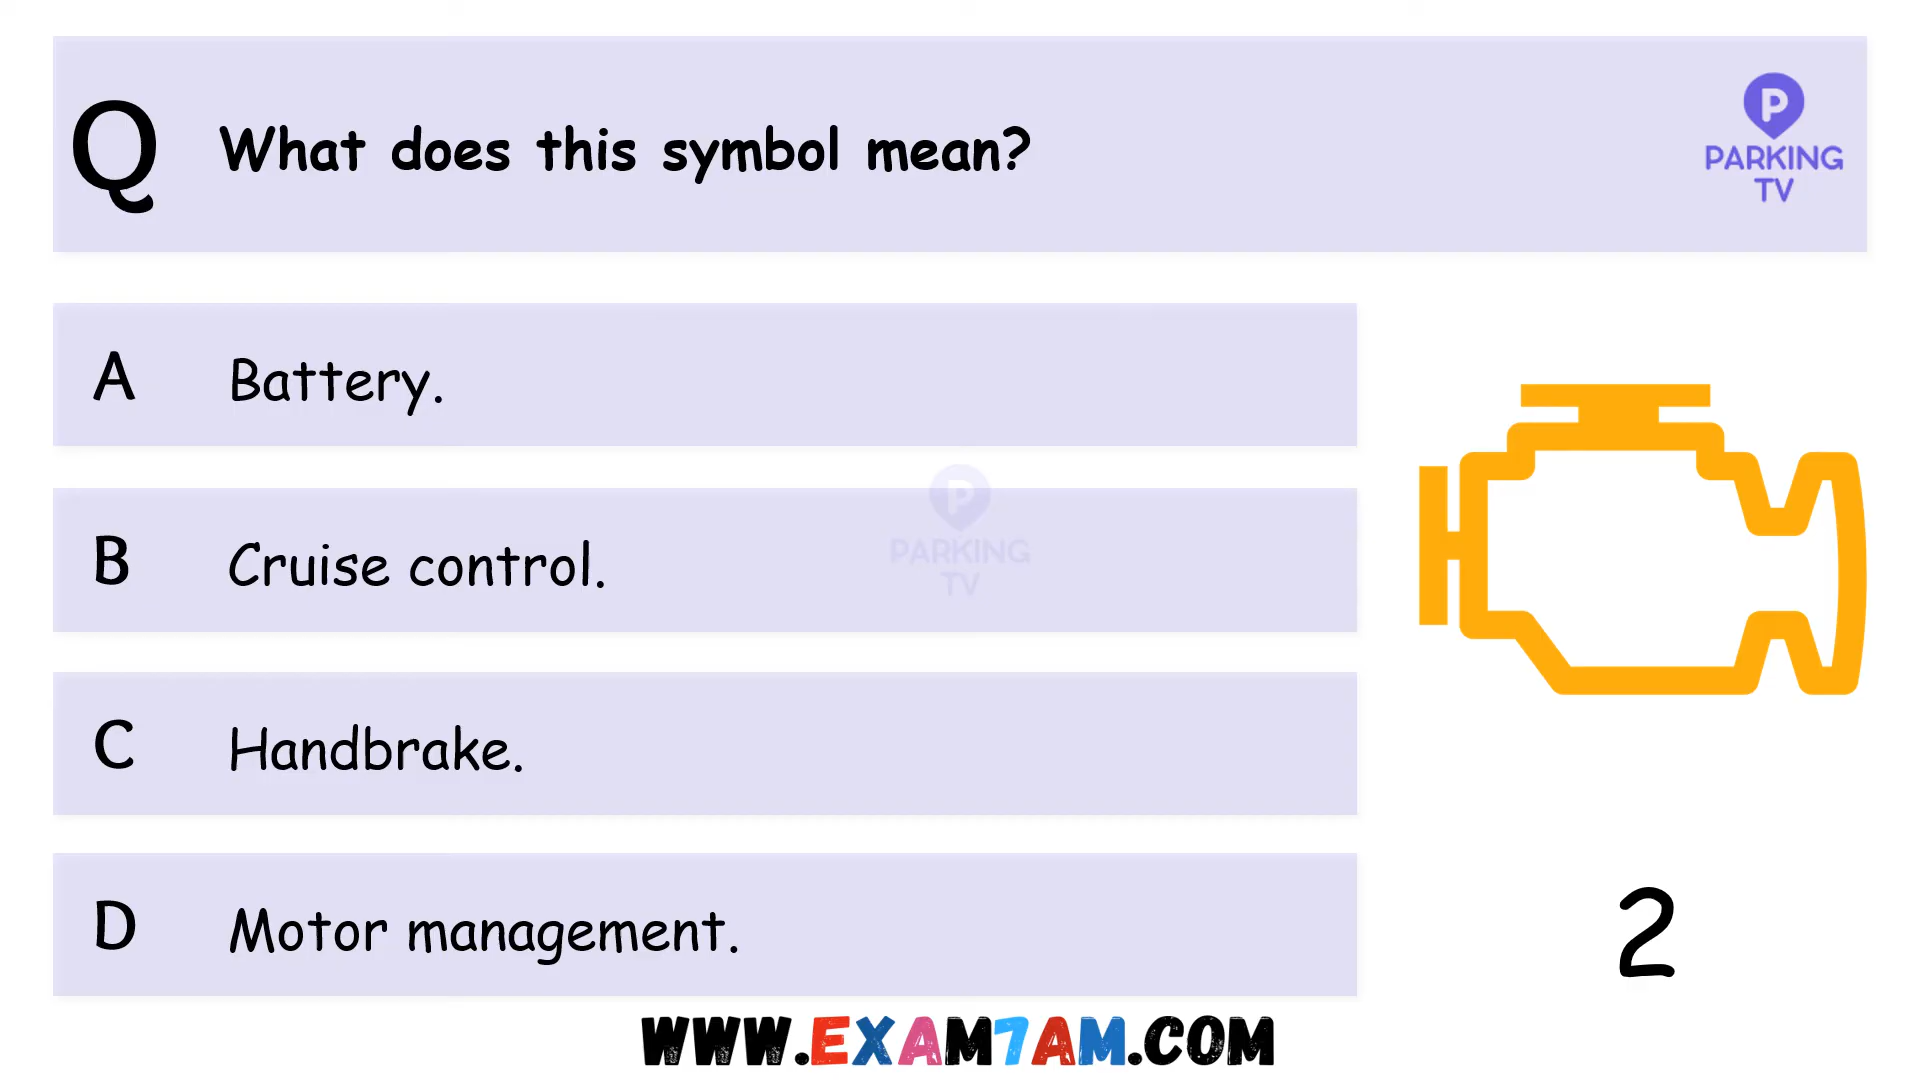 Q What does this symbol mean?
P
PARKING
TV
A Battery.
B Cruise control.
P
PARKING
TV
C Handbrake.
D Motor management.
2
WWW.EXAM7AM.COM